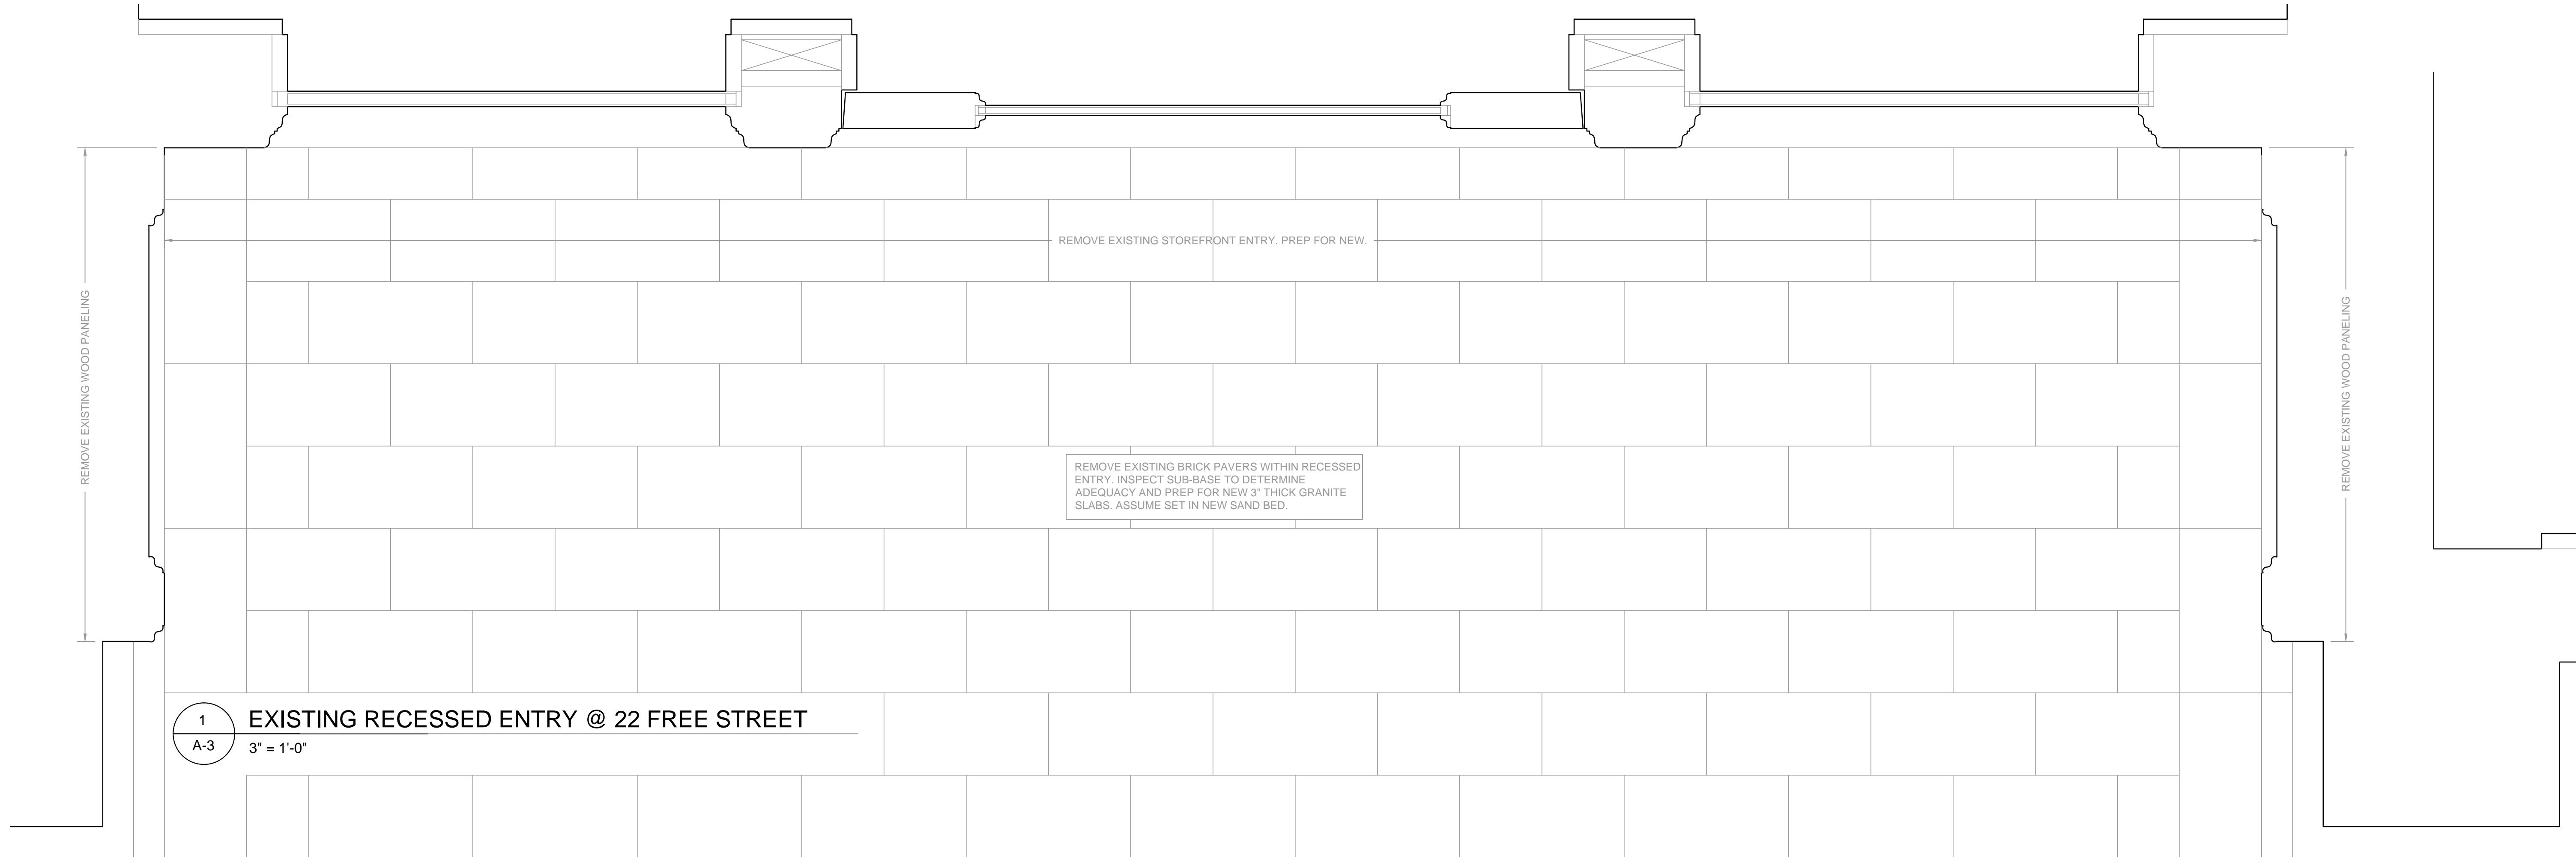 REMOVE EXISTING STOREFRONT ENTRY. PREP FOR NEW.
REMOVE EXISTING WOOD PANELING
REMOVE EXISTING WOOD PANELING
REMOVE EXISTING BRICK PAVERS WITHIN RECESSED
ENTRY. INSPECT SUB-BASE TO DETERMINE
ADEQUACY AND PREP FOR NEW 3" THICK GRANITE
SLABS. ASSUME SET IN NEW SAND BED.
1
A-3
EXISTING RECESSED ENTRY @ 22 FREE STREET
3" = 1'-0"